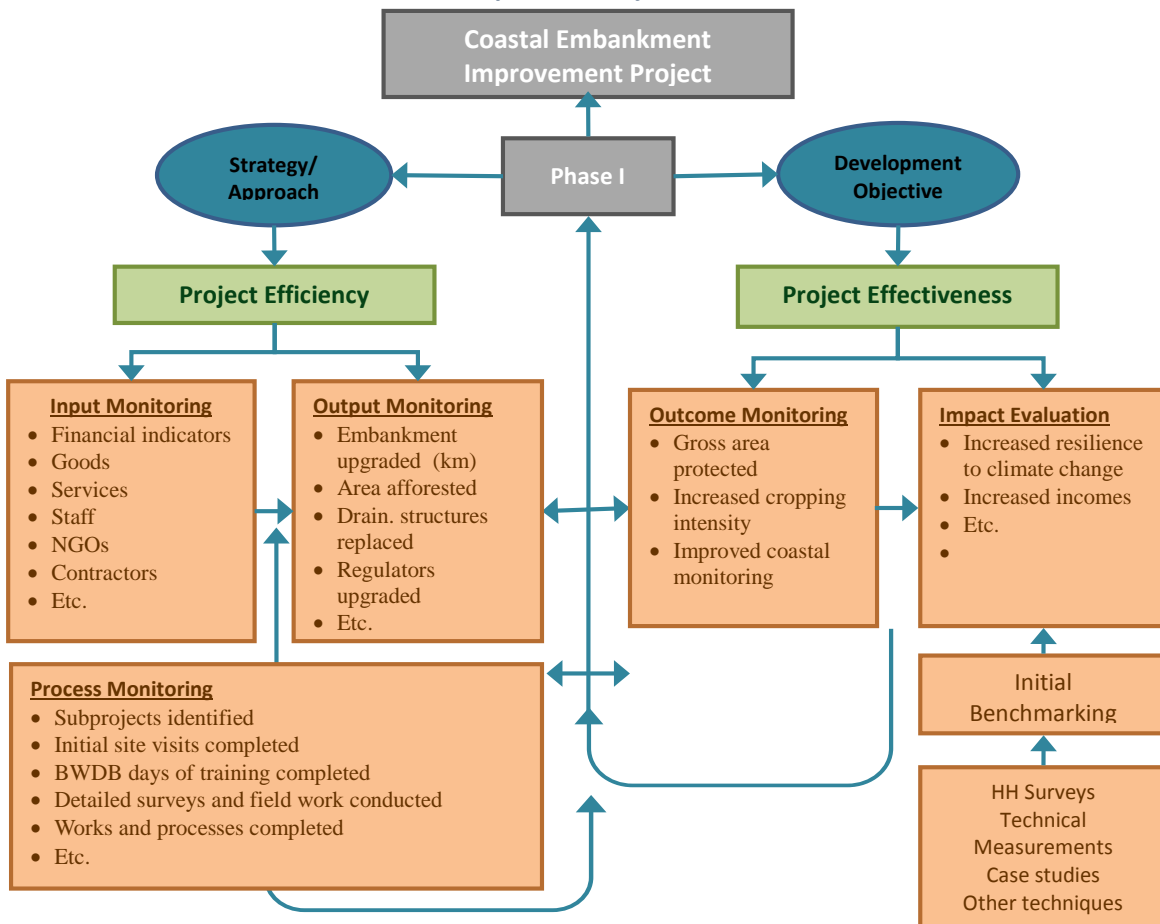 Coastal Embankment
Improvement Project
Strategy/
Approach
Phase I
Development
Objective
Project Efficiency
Project Effectiveness
Input Monitoring
• Financial indicators
• Goods
• Services
• Staff
• NGOs
• Contractors
• Etc.
Output Monitoring
• Embankment
upgraded (km)
• Area afforested
• Drain. structures
replaced
• Regulators
upgraded
• Etc.
Outcome Monitoring
• Gross area
protected
• Increased cropping
intensity
• Improved coastal
monitoring
Impact Evaluation
• Increased resilience
to climate change
• Increased incomes
• Etc.
•
Process Monitoring
• Subprojects identified
• Initial site visits completed
• BWDB days of training completed
• Detailed surveys and field work conducted
• Works and processes completed
• Etc.
Initial
Benchmarking
HH Surveys
Technical
Measurements
Case studies
Other techniques